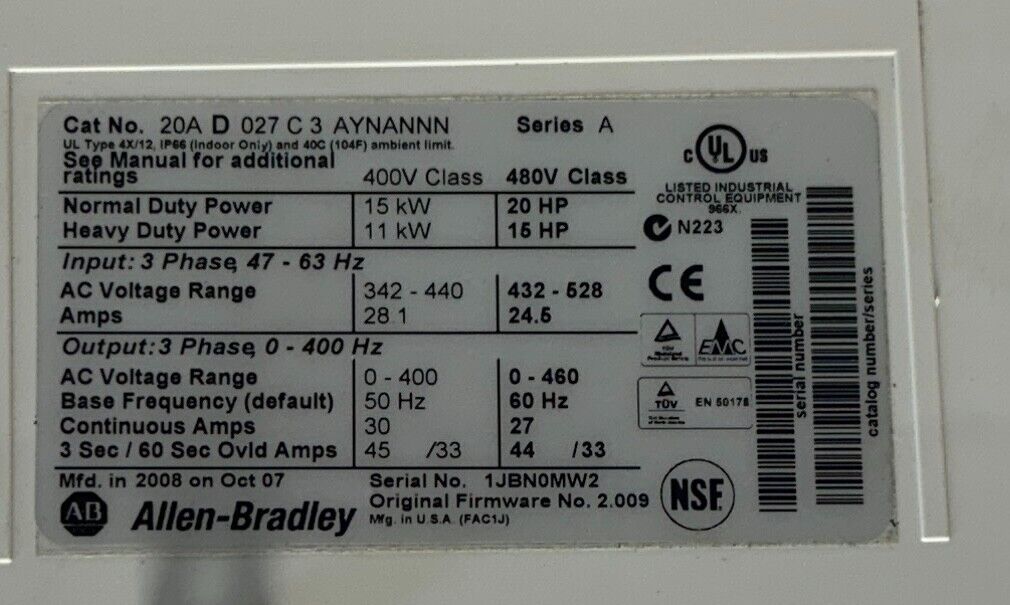 Cat No. 20A D 027 C 3 AYNANNN Series A
UL Type 4X/12, IP66 (Indoor Only) and 40C (104F) ambient limit.
See Manual for additional
ratings 400V Class 480V Class
Normal Duty Power 15 kW 20 HP
Heavy Duty Power 11 kW 15 HP
Input: 3 Phase, 47 - 63 Hz
AC Voltage Range 342 - 440 432 - 528
Amps 28.1 24.5
Output: 3 Phase, 0 - 400 Hz
AC Voltage Range 0 - 400 0 - 460
Base Frequency (default) 50 Hz 60 Hz
Continuous Amps 30 27
3 Sec / 60 Sec Ovld Amps 45 /33 44 /33
Mfd. in 2008 on Oct 07 Serial No. 1JBN0MW2
Original Firmware No. 2.009
AB Allen-Bradley Mfg. in U.S.A. (FAC1J)
C UL US
LISTED INDUSTRIAL
CONTROL EQUIPMENT
966X.
N223
CE
TÜV EMC
TÜV EN 50178
NSF.
serial number
catalog number/series